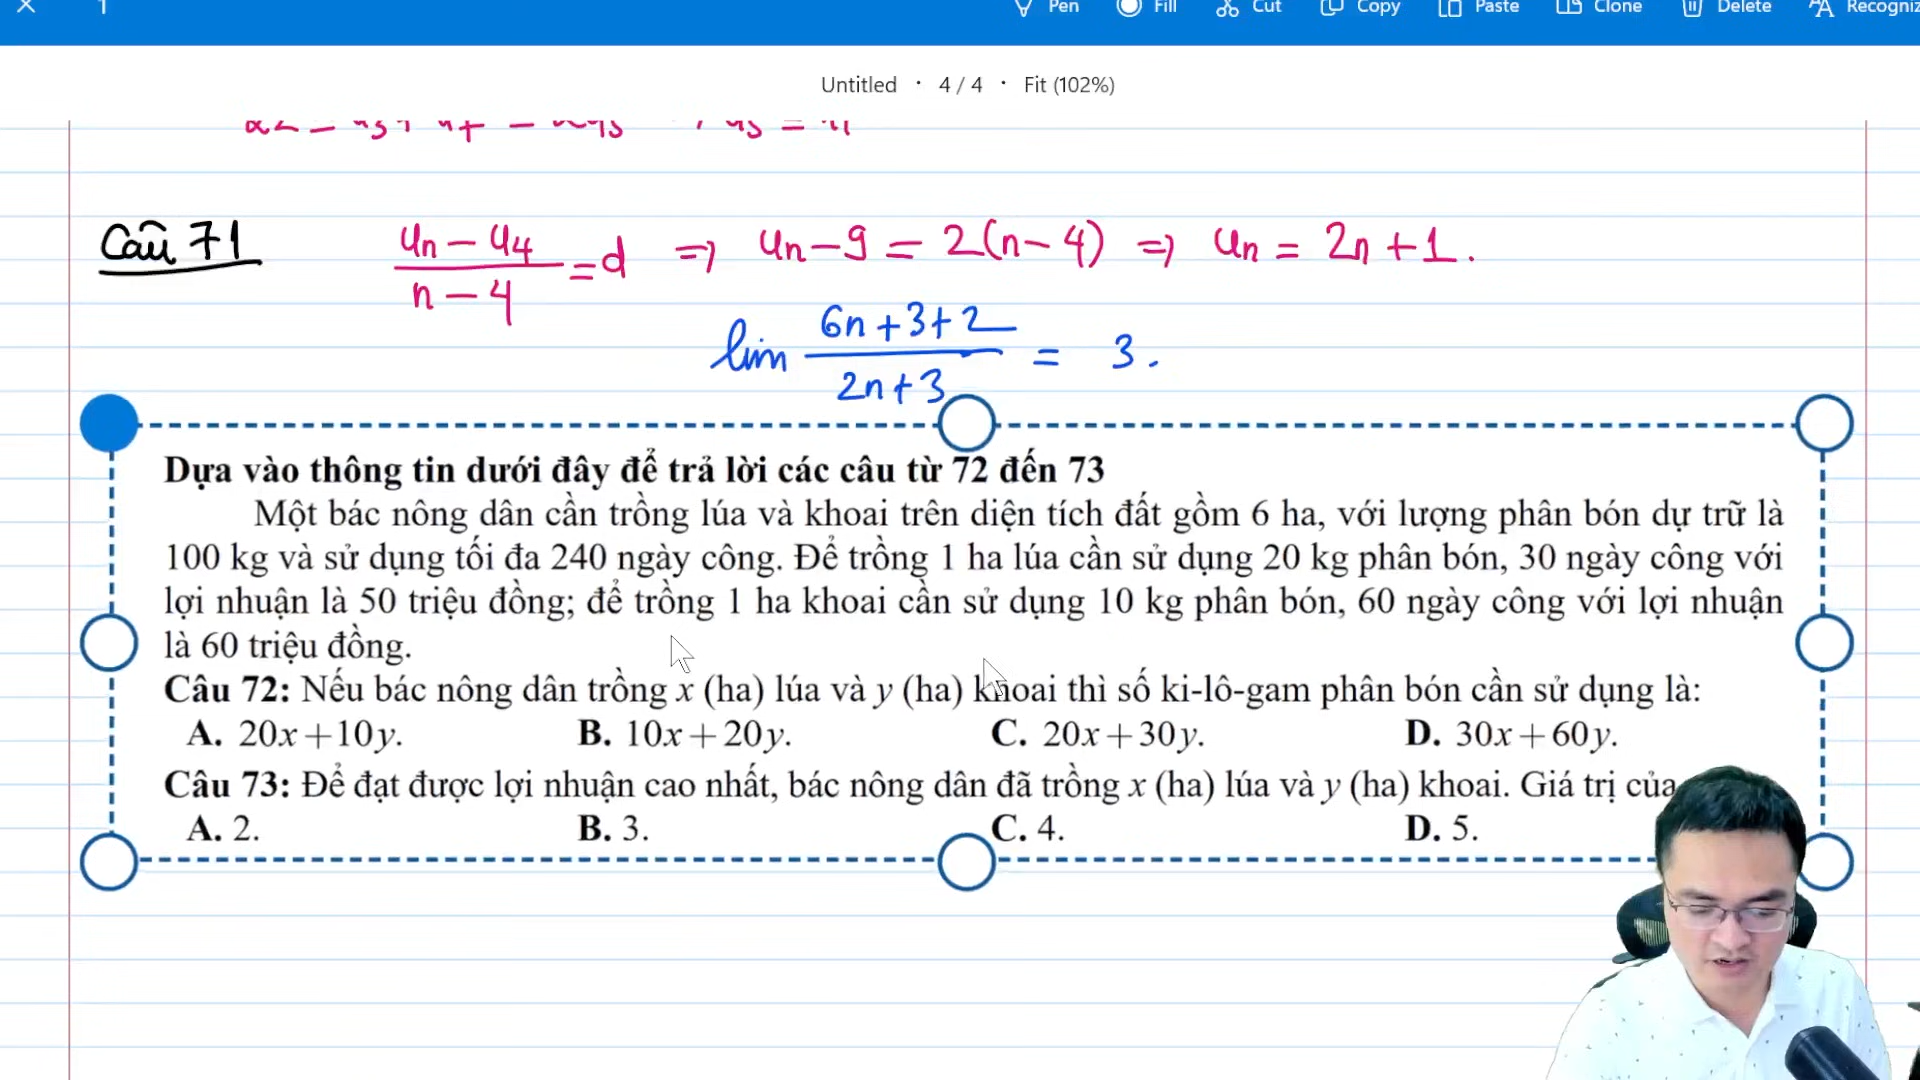 1 Pen Fill Cut Copy Paste Clone Delete
Untitled · 4 / 4 · Fit (102%)
Câu 71 un − u4 / n − 4 = d ⇒ un − 9 = 2(n − 4) ⇒ un = 2n + 1.
lim 6n + 3 + 2 / 2n + 3 = 3.
Dựa vào thông tin dưới đây để trả lời các câu từ 72 đến 73
Một bác nông dân cần trồng lúa và khoai trên diện tích đất gồm 6 ha, với lượng phân bón dự trữ là
100 kg và sử dụng tối đa 240 ngày công. Để trồng 1 ha lúa cần sử dụng 20 kg phân bón, 30 ngày công với
lợi nhuận là 50 triệu đồng; để trồng 1 ha khoai cần sử dụng 10 kg phân bón, 60 ngày công với lợi nhuận
là 60 triệu đồng.
Câu 72: Nếu bác nông dân trồng x (ha) lúa và y (ha) khoai thì số ki-lô-gam phân bón cần sử dụng là:
A. 20x+10y. B. 10x+20y. C. 20x+30y. D. 30x+60y.
Câu 73: Để đạt được lợi nhuận cao nhất, bác nông dân đã trồng x (ha) lúa và y (ha) khoai. Giá trị của
A. 2. B. 3. C. 4. D. 5.